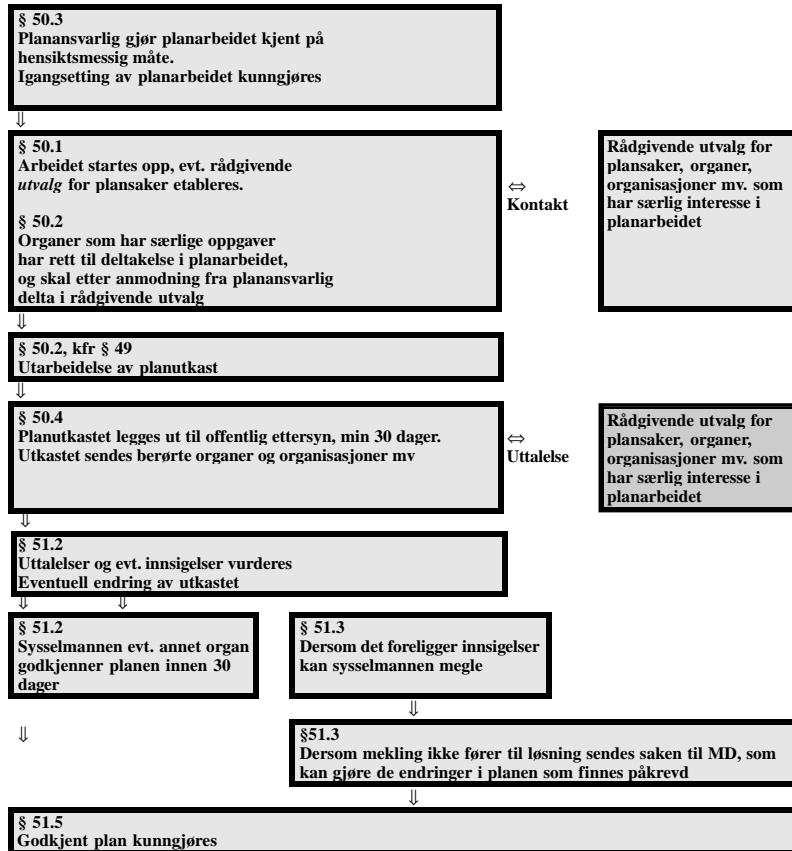 § 50.3
Planansvarlig gjør planarbeidet kjent på
hensiktsmessig måte.
Igangsetting av planarbeidet kunngjøres
⇓
§ 50.1
Arbeidet startes opp, evt. rådgivende
utvalg for plansaker etableres.
§ 50.2
Organer som har særlige oppgaver
har rett til deltakelse i planarbeidet,
og skal etter anmodning fra planansvarlig
delta i rådgivende utvalg
⇔
Kontakt
Rådgivende utvalg for
plansaker, organer,
organisasjoner mv. som
har særlig interesse i
planarbeidet
⇓
§ 50.2, kfr § 49
Utarbeidelse av planutkast
⇓
§ 50.4
Planutkastet legges ut til offentlig ettersyn, min 30 dager.
Utkastet sendes berørte organer og organisasjoner mv
⇔
Uttalelse
Rådgivende utvalg for
plansaker, organer,
organisasjoner mv. som
har særlig interesse i
planarbeidet
⇓
§ 51.2
Uttalelser og evt. innsigelser vurderes
Eventuell endring av utkastet
⇓ ⇓
§ 51.2
Sysselmannen evt. annet organ
godkjenner planen innen 30
dager
§ 51.3
Dersom det foreligger innsigelser
kan sysselmannen megle
⇓
⇓
§51.3
Dersom mekling ikke fører til løsning sendes saken til MD, som
kan gjøre de endringer i planen som finnes påkrevd
⇓
§ 51.5
Godkjent plan kunngjøres